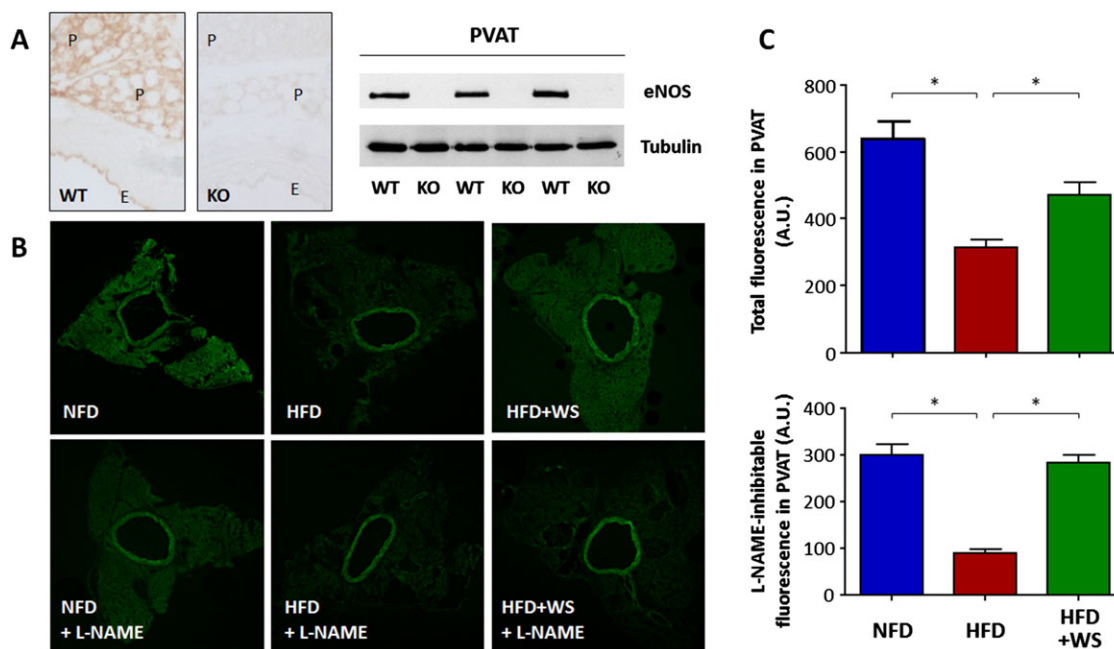 A
P
P
WT
E
P
P
KO
E
PVAT
eNOS
Tubulin
WT KO WT KO WT KO
B
NFD
HFD
HFD+WS
NFD
+ L-NAME
HFD
+ L-NAME
HFD+WS
+ L-NAME
C
Total fluorescence in PVAT
(A.U.)
800
600
400
200
0
* *
L-NAME-inhibitable
fluorescence in PVAT (A.U.)
400
300
200
100
0
* *
NFD HFD HFD
+WS